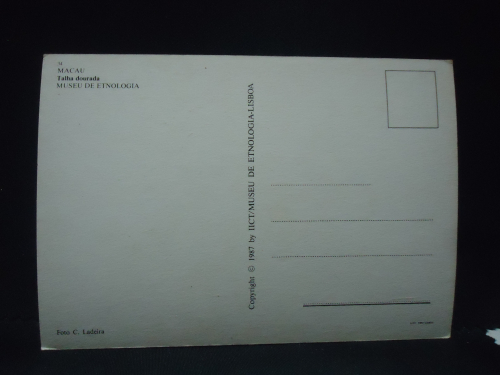 MACAU
Talha dourada
MUSEU DE ETNOLOGIA
Copyright © 1987 by IICT/MUSEU DE ETNOLOGIA-LISBOA
Foto C. Ladeira